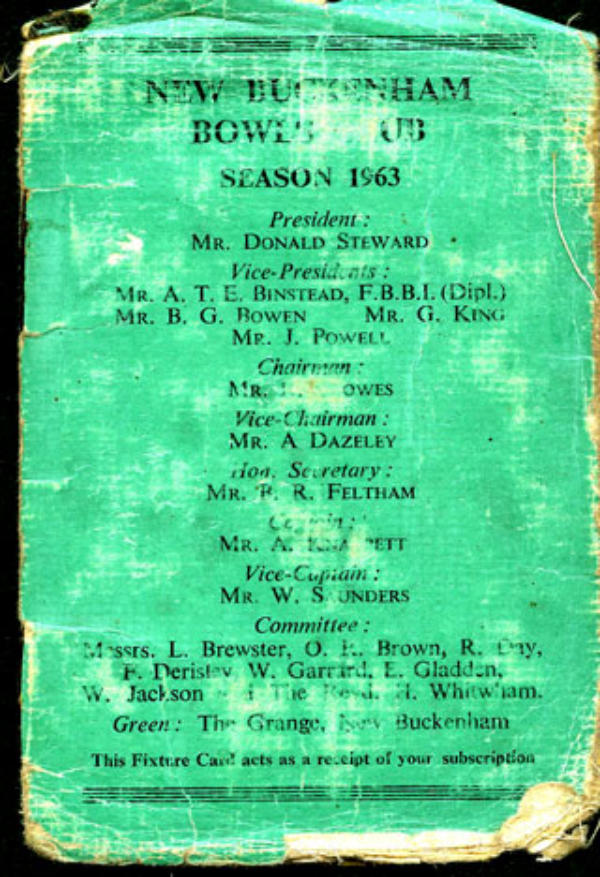 NEW BUCKENHAM
BOWLS CLUB
SEASON 1963
President:
MR. DONALD STEWARD
Vice-Presidents:
MR. A. T. E. BINSTEAD, F.B.B.I. (Dipl.)
MR. B. G. BOWEN MR. G. KING
MR. J. POWELL
Chairman:
MR.
Vice-Chairman:
MR. A DAZELEY
Hon. Secretary:
MR. R. FELTHAM
Captain:
MR. A.
Vice-Captain:
MR. W. SAUNDERS
Committee:
Messrs. L. Brewster, O. Brown, R. Day,
F. Derisley W. Garrard, E. Gladden,
W. Jackson The Revd. H. Whitwham.
Green: The Grange, New Buckenham
This Fixture Card acts as a receipt of your subscription